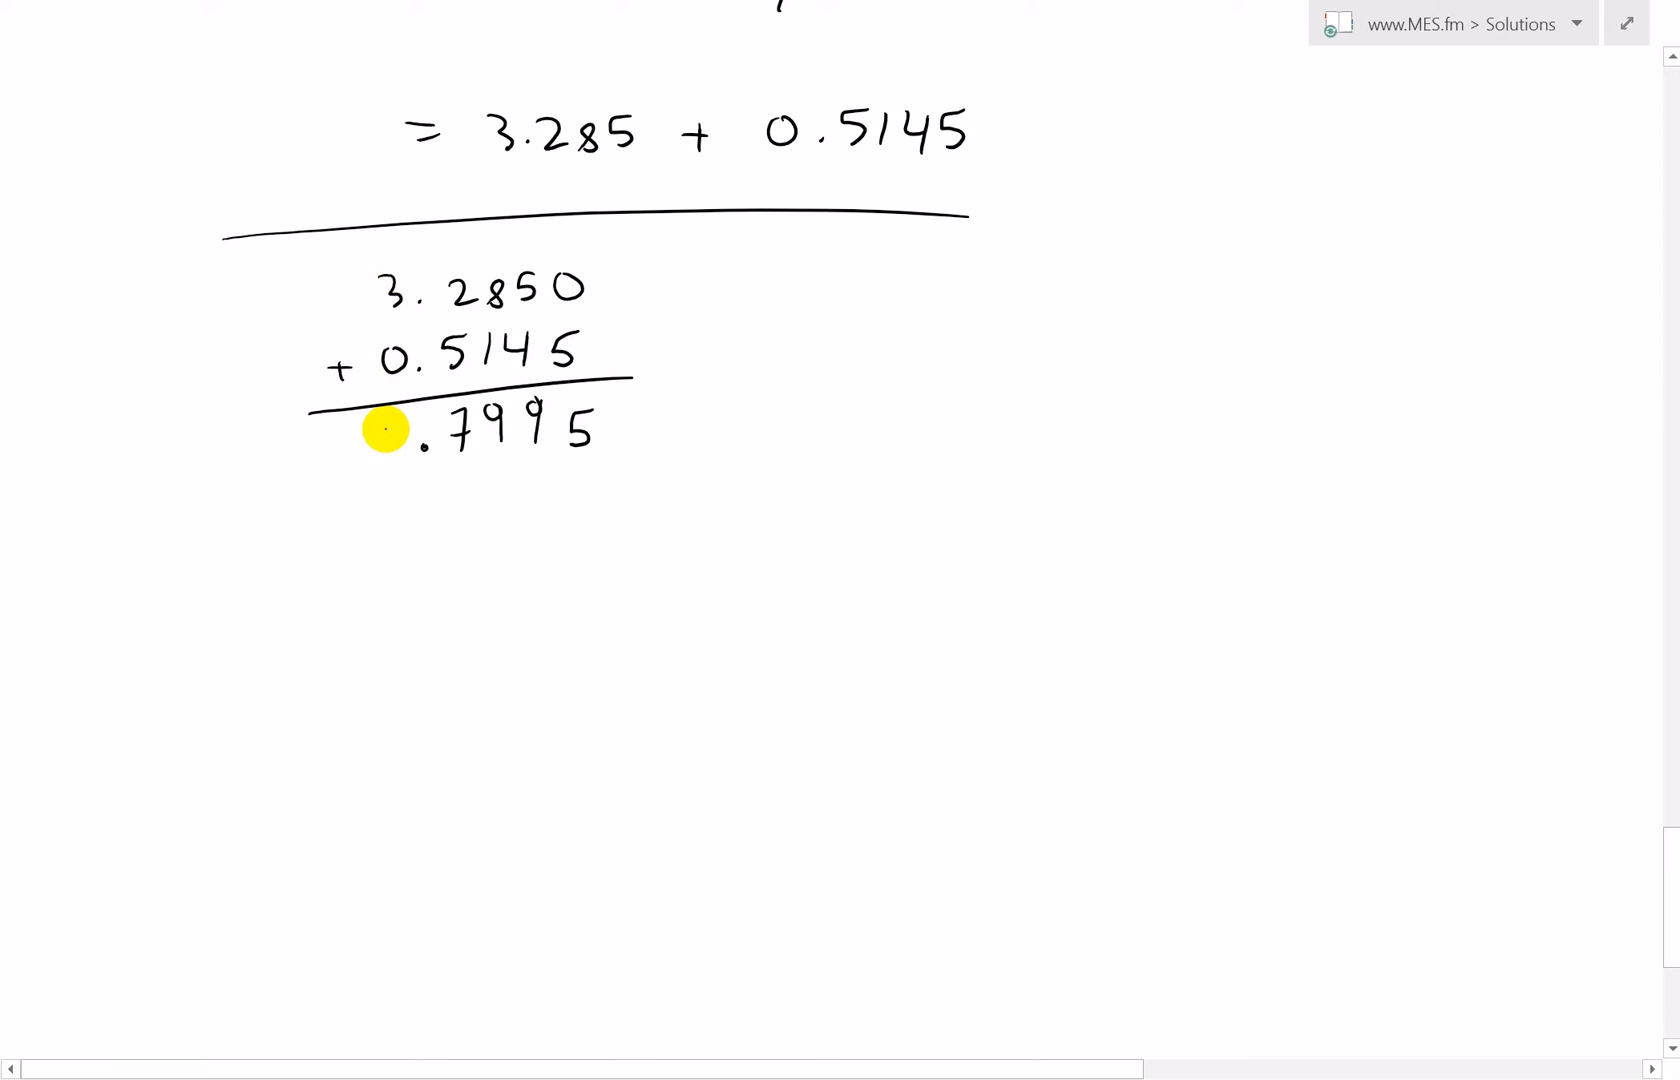 www.MES.fm > Solutions
= 3.285 + 0.5145
3.2850
+ 0.5145
.7995